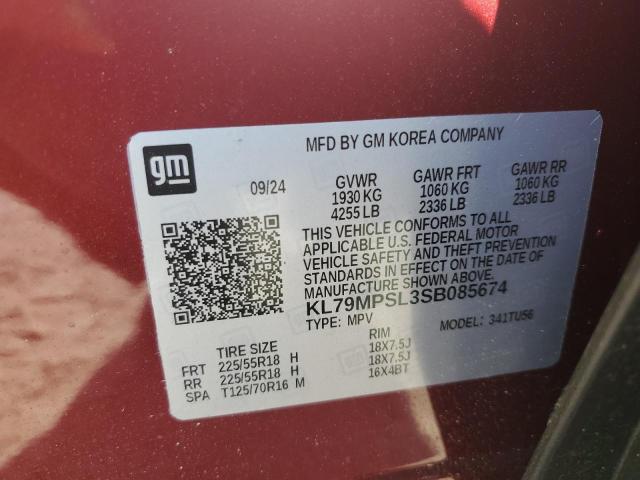 gm
MFD BY GM KOREA COMPANY
09/24 GVWR GAWR FRT GAWR RR
1930 KG 1060 KG 1060 KG
4255 LB 2336 LB 2336 LB
THIS VEHICLE CONFORMS TO ALL
APPLICABLE U.S. FEDERAL MOTOR
VEHICLE SAFETY AND THEFT PREVENTION
STANDARDS IN EFFECT ON THE DATE OF
MANUFACTURE SHOWN ABOVE.
KL79MPSL3SB085674
TYPE: MPV MODEL: 341TU56
TIRE SIZE RIM
FRT 225/55R18 H 18X7.5J
RR 225/55R18 H 18X7.5J
SPA T125/70R16 M 16X4BT